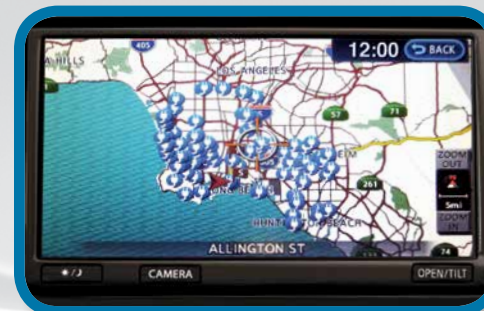 12:00 BACK
405
A HILLS
LOS ANGELES
57
71
ZOOM
OUT
261
5mi
ZOOM
IN
ALLINGTON ST
74
CAMERA
OPEN/TILT